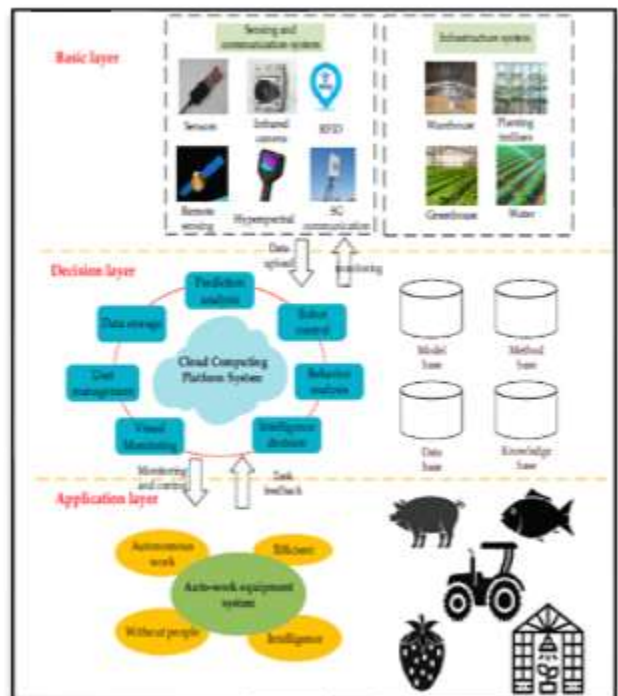 Basic layer
Sensing and
communication system
Infrastructure system
Sensors
Infrared
camera
RFID
Warehouse
Planting
Remote
sensing
Hyperspectral
5G
communication
Greenhouse
Water
Data
upload
monitoring
Decision layer
Prediction
analysis
Data storage
Robot
control
Cloud Computing
Platform System
User
management
Behavior
analysis
Visual
Monitoring
Intelligence
decision
Model
base
Method
base
Data
base
Knowledge
base
Monitoring
and control
Task
feedback
Application layer
Autonomous
work
Efficient
Auto-work equipment
system
Without people
Intelligence